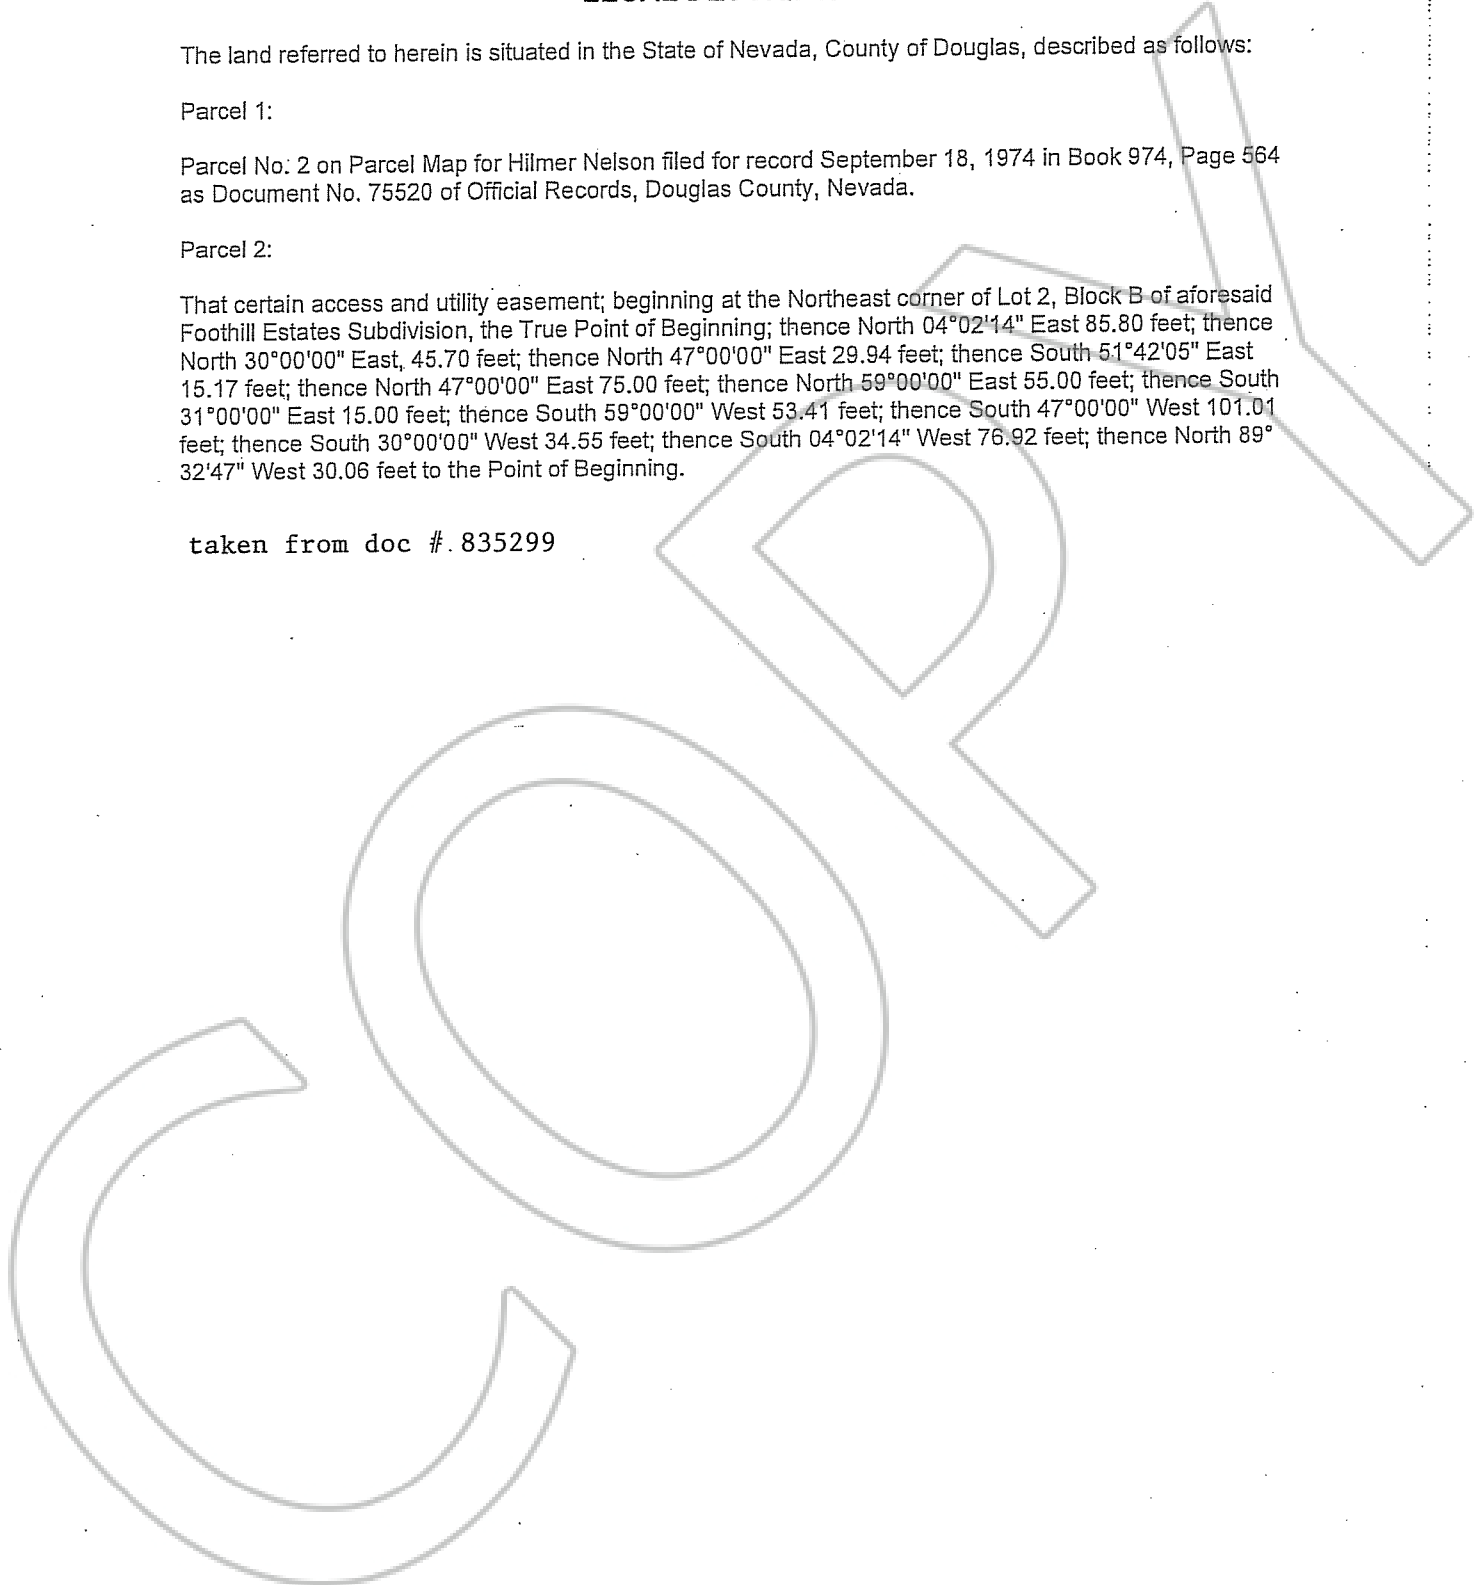 The land referred to herein is situated in the State of Nevada, County of Douglas, described as follows:
Parcel 1:
Parcel No. 2 on Parcel Map for Hilmer Nelson filed for record September 18, 1974 in Book 974, Page 564
as Document No. 75520 of Official Records, Douglas County, Nevada.
Parcel 2:
That certain access and utility easement; beginning at the Northeast corner of Lot 2, Block B of aforesaid
Foothill Estates Subdivision, the True Point of Beginning; thence North 04°02'14" East 85.80 feet; thence
North 30°00'00" East, 45.70 feet; thence North 47°00'00" East 29.94 feet; thence South 51°42'05" East
15.17 feet; thence North 47°00'00" East 75.00 feet; thence North 59°00'00" East 55.00 feet; thence South
31°00'00" East 15.00 feet; thence South 59°00'00" West 53.41 feet; thence South 47°00'00" West 101.01
feet; thence South 30°00'00" West 34.55 feet; thence South 04°02'14" West 76.92 feet; thence North 89°
32'47" West 30.06 feet to the Point of Beginning.
taken from doc #.835299
COPY